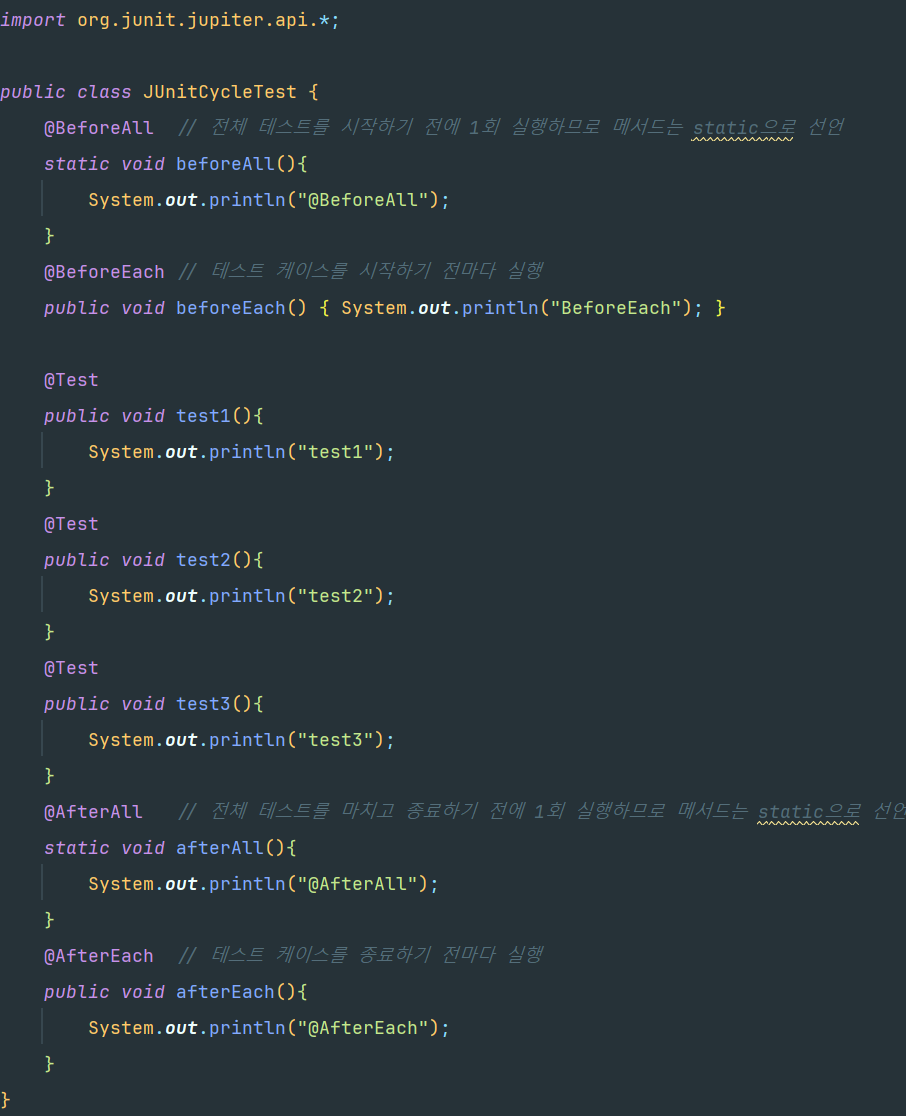 import org.junit.jupiter.api.*;
public class JUnitCycleTest {
@BeforeAll // 전체 테스트를 시작하기 전에 1회 실행하므로 메서드는 static으로 선언
static void beforeAll(){
System.out.println("@BeforeAll");
}
@BeforeEach // 테스트 케이스를 시작하기 전마다 실행
public void beforeEach() { System.out.println("BeforeEach"); }
@Test
public void test1(){
System.out.println("test1");
}
@Test
public void test2(){
System.out.println("test2");
}
@Test
public void test3(){
System.out.println("test3");
}
@AfterAll // 전체 테스트를 마치고 종료하기 전에 1회 실행하므로 메서드는 static으로 선언
static void afterAll(){
System.out.println("@AfterAll");
}
@AfterEach // 테스트 케이스를 종료하기 전마다 실행
public void afterEach(){
System.out.println("@AfterEach");
}
}